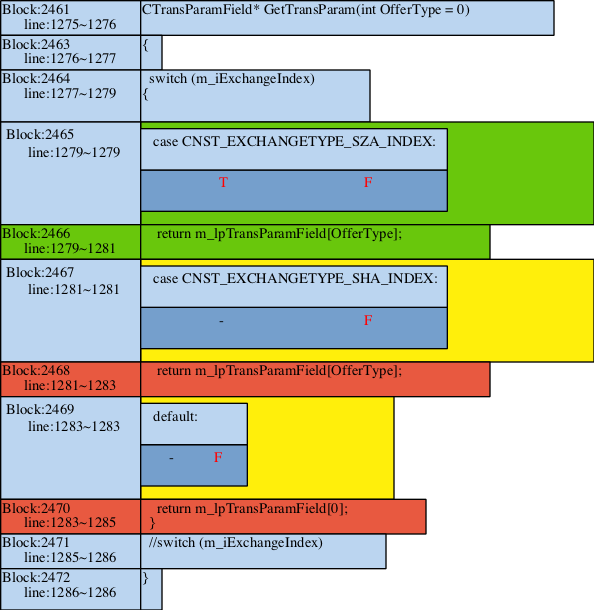 Block:2461
line:1275~1276
CTransParamField* GetTransParam(int OfferType = 0)
Block:2463
line:1276~1277
{
Block:2464
line:1277~1279
switch (m_iExchangeIndex)
{
Block:2465
line:1279~1279
case CNST_EXCHANGETYPE_SZA_INDEX:
T F
Block:2466
line:1279~1281
return m_lpTransParamField[OfferType];
Block:2467
line:1281~1281
case CNST_EXCHANGETYPE_SHA_INDEX:
- F
Block:2468
line:1281~1283
return m_lpTransParamField[OfferType];
Block:2469
line:1283~1283
default:
- F
Block:2470
line:1283~1285
return m_lpTransParamField[0];
}
Block:2471
line:1285~1286
//switch (m_iExchangeIndex)
Block:2472
line:1286~1286
}